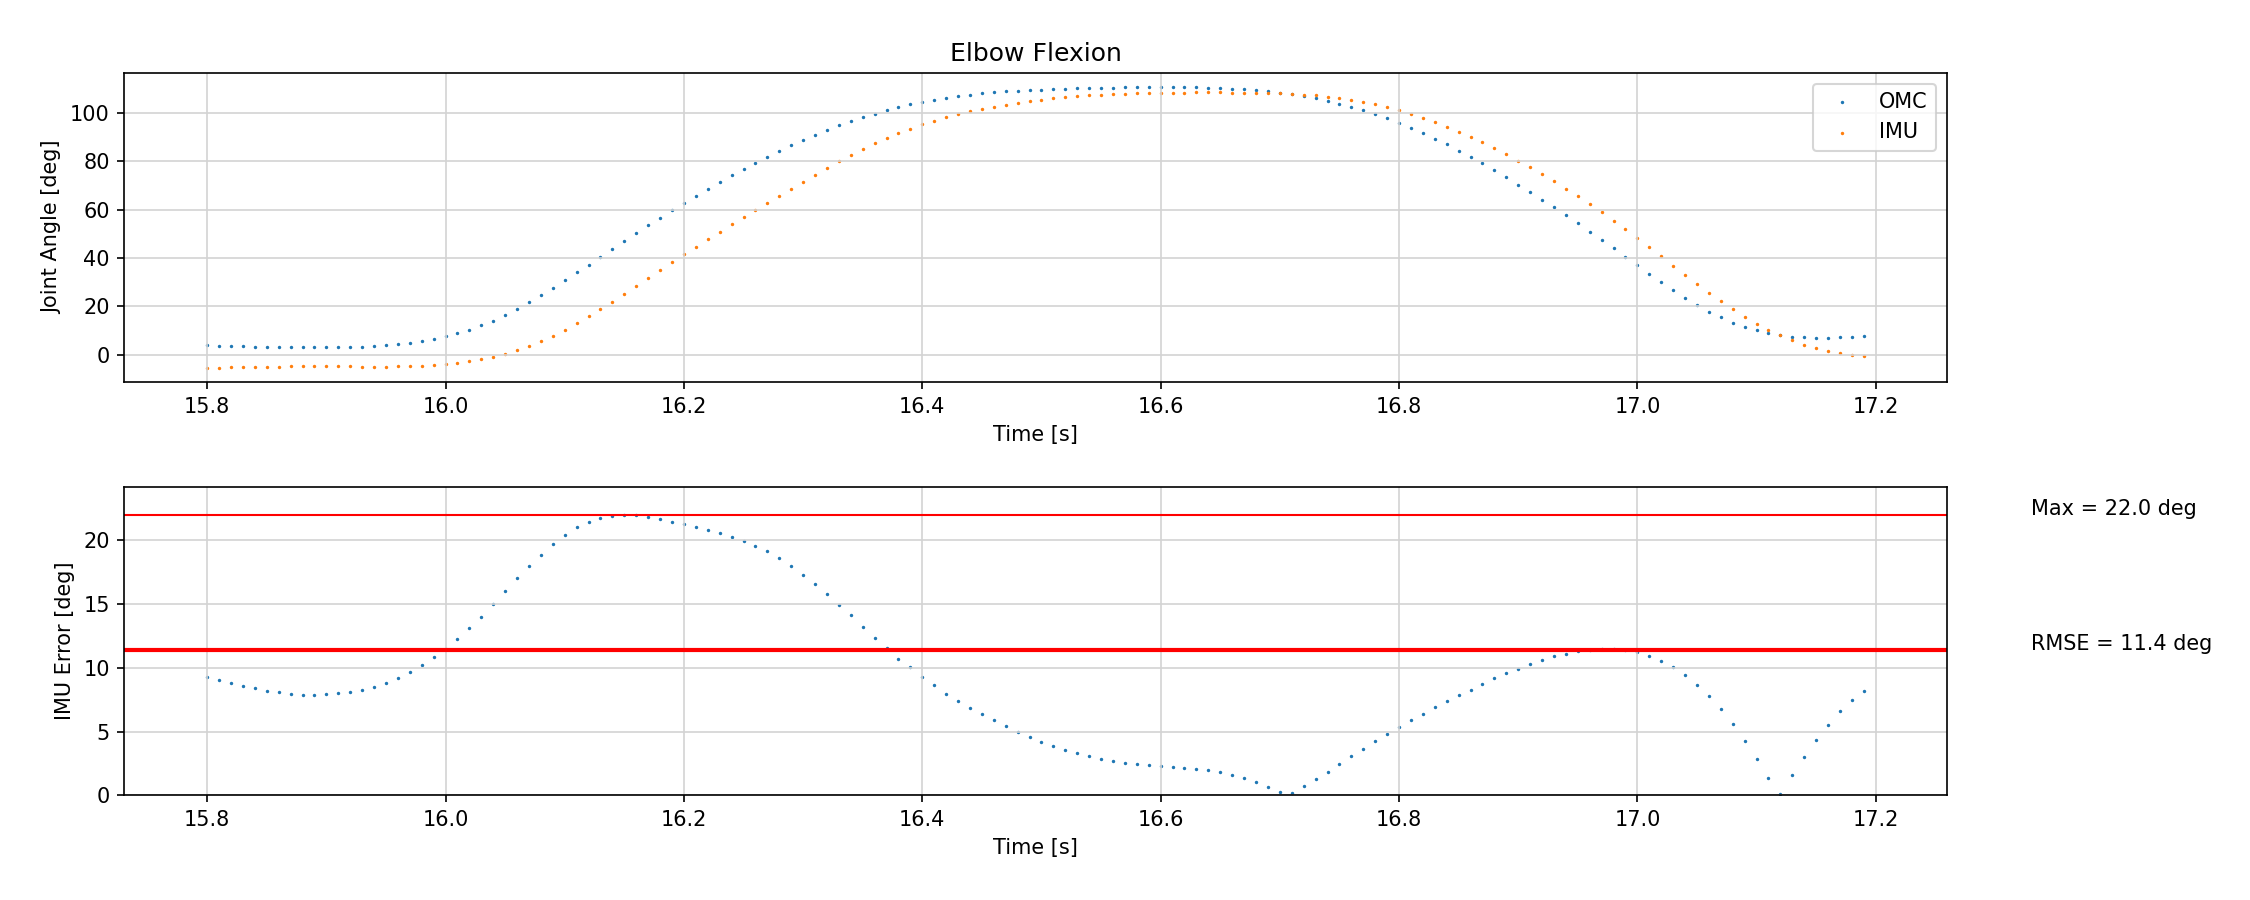 Elbow Flexion
Joint Angle [deg]
100
80
60
40
20
0
OMC
IMU
15.8 16.0 16.2 16.4 16.6 16.8 17.0 17.2
Time [s]
IMU Error [deg]
20
15
10
5
0
Max = 22.0 deg
RMSE = 11.4 deg
15.8 16.0 16.2 16.4 16.6 16.8 17.0 17.2
Time [s]